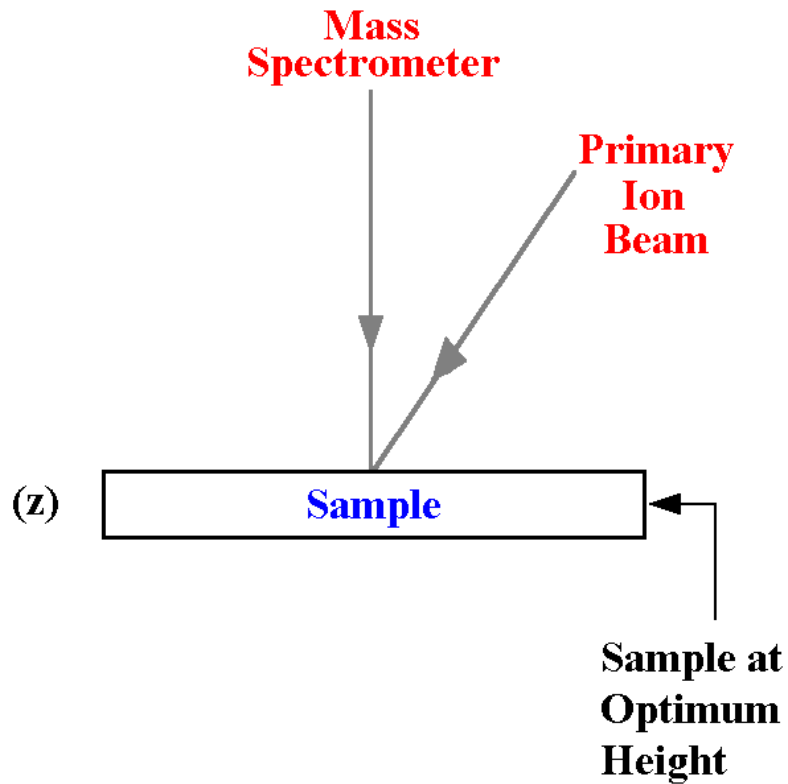 Mass
Spectrometer
Primary
Ion
Beam
(z)
Sample
Sample at
Optimum
Height